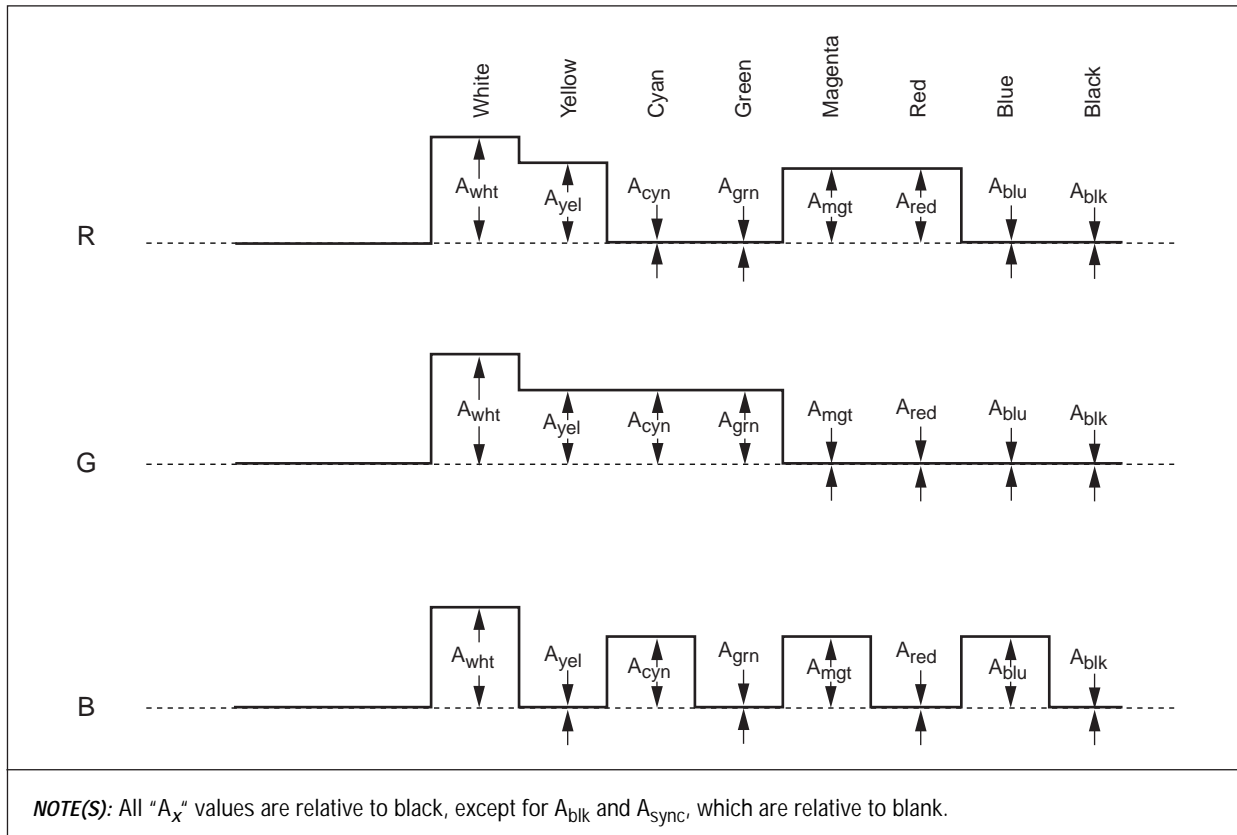 White Yellow Cyan Green Magenta Red Blue Black
R
Awht Ayel Acyn Agrn Amgt Ared Ablu Ablk
G
Awht Ayel Acyn Agrn Amgt Ared Ablu Ablk
B
Awht Ayel Acyn Agrn Amgt Ared Ablu Ablk
NOTE(S): All "Ax" values are relative to black, except for Ablk and Async, which are relative to blank.